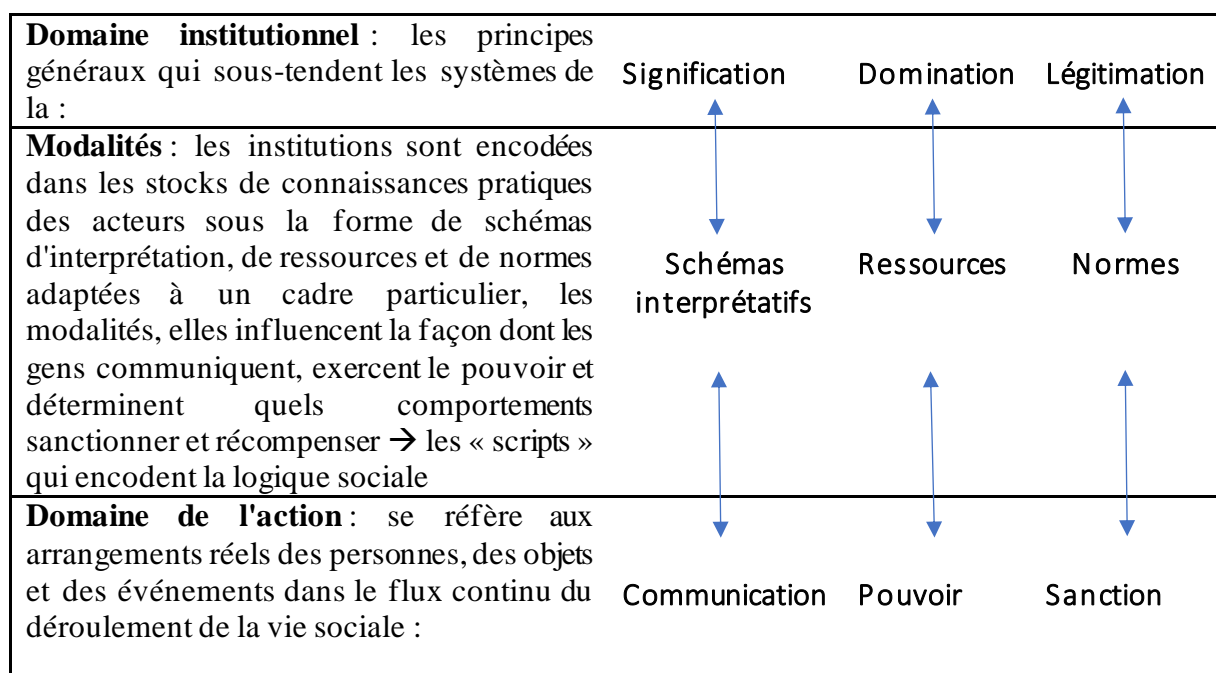 Domaine institutionnel : les principes
généraux qui sous-tendent les systèmes de
la :
Signification Domination Légitimation
Modalités : les institutions sont encodées
dans les stocks de connaissances pratiques
des acteurs sous la forme de schémas
d'interprétation, de ressources et de normes
adaptées à un cadre particulier, les
modalités, elles influencent la façon dont les
gens communiquent, exercent le pouvoir et
déterminent quels comportements
sanctionner et récompenser → les « scripts »
qui encodent la logique sociale
Schémas Ressources Normes
interprétatifs
Domaine de l'action : se réfère aux
arrangements réels des personnes, des objets
et des événements dans le flux continu du
déroulement de la vie sociale :
Communication Pouvoir Sanction